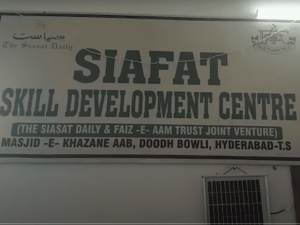 سیاست
The Siasat Daily
SIAFAT
SKILL DEVELOPMENT CENTRE
(THE SIASAT DAILY & FAIZ -E- AAM TRUST JOINT VENTURE)
MASJID -E- KHAZANE AAB, DOODH BOWLI, HYDERABAD-T.S